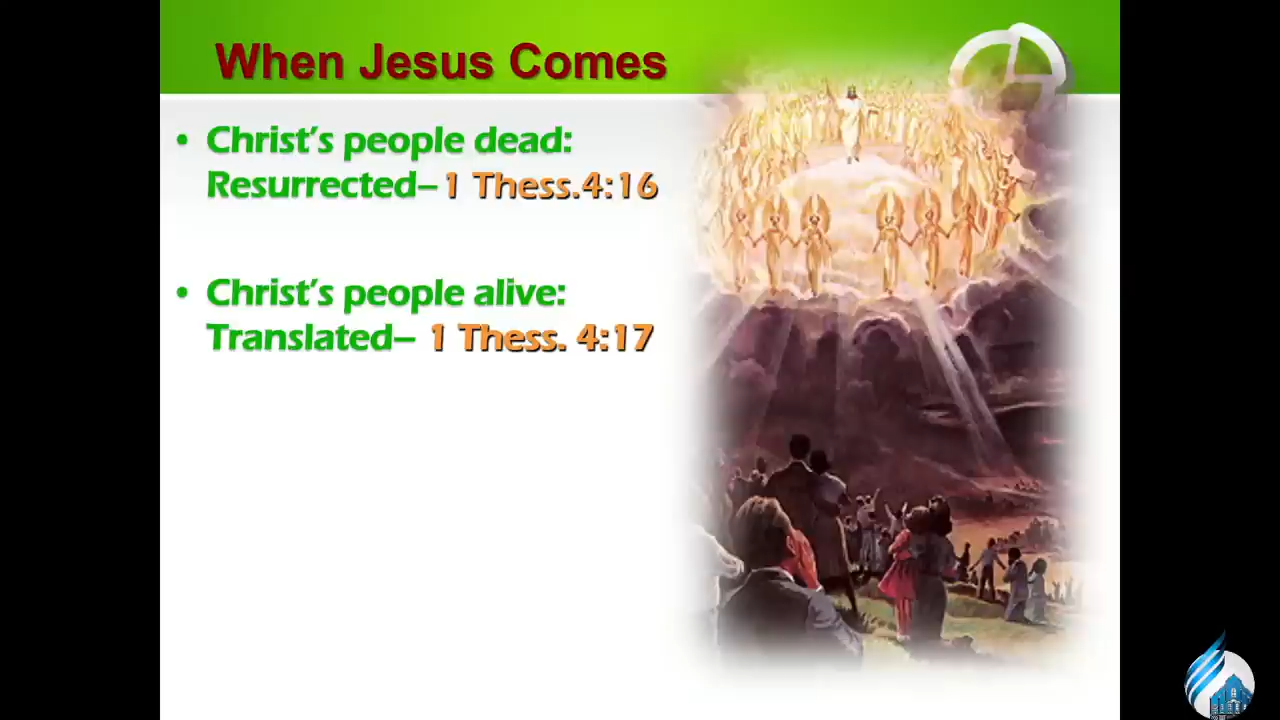 When Jesus Comes
• Christ's people dead:
Resurrected– 1 Thess.4:16
• Christ's people alive:
Translated– 1 Thess. 4:17